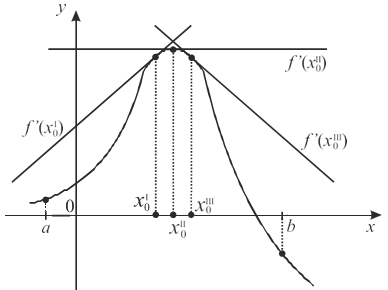 y
f'(x₀ᴵᴵ)
f'(x₀ᴵ)
f'(x₀ᴵᴵᴵ)
x₀ᴵ x₀ᴵᴵ x₀ᴵᴵᴵ
0
a b x